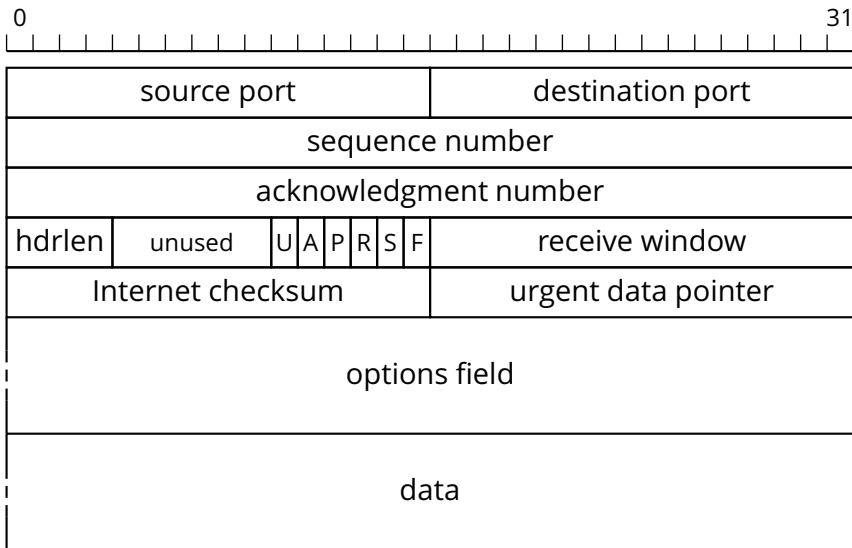 0 31
source port destination port
sequence number
acknowledgment number
hdrlen unused U A P R S F receive window
Internet checksum urgent data pointer
options field
data